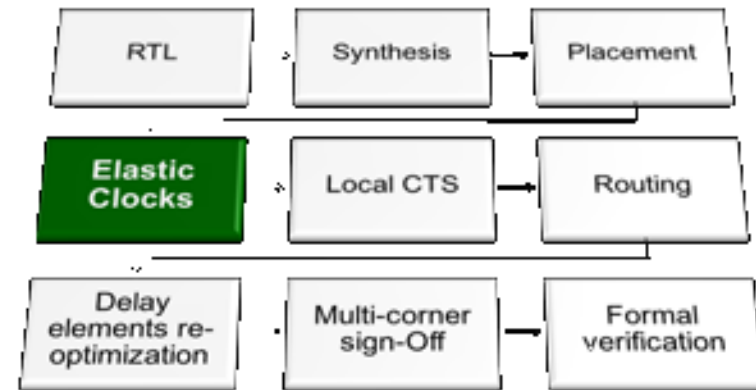 RTL
Synthesis
Placement
Elastic
Clocks
Local CTS
Routing
Delay
elements re-
optimization
Multi-corner
sign-Off
Formal
verification